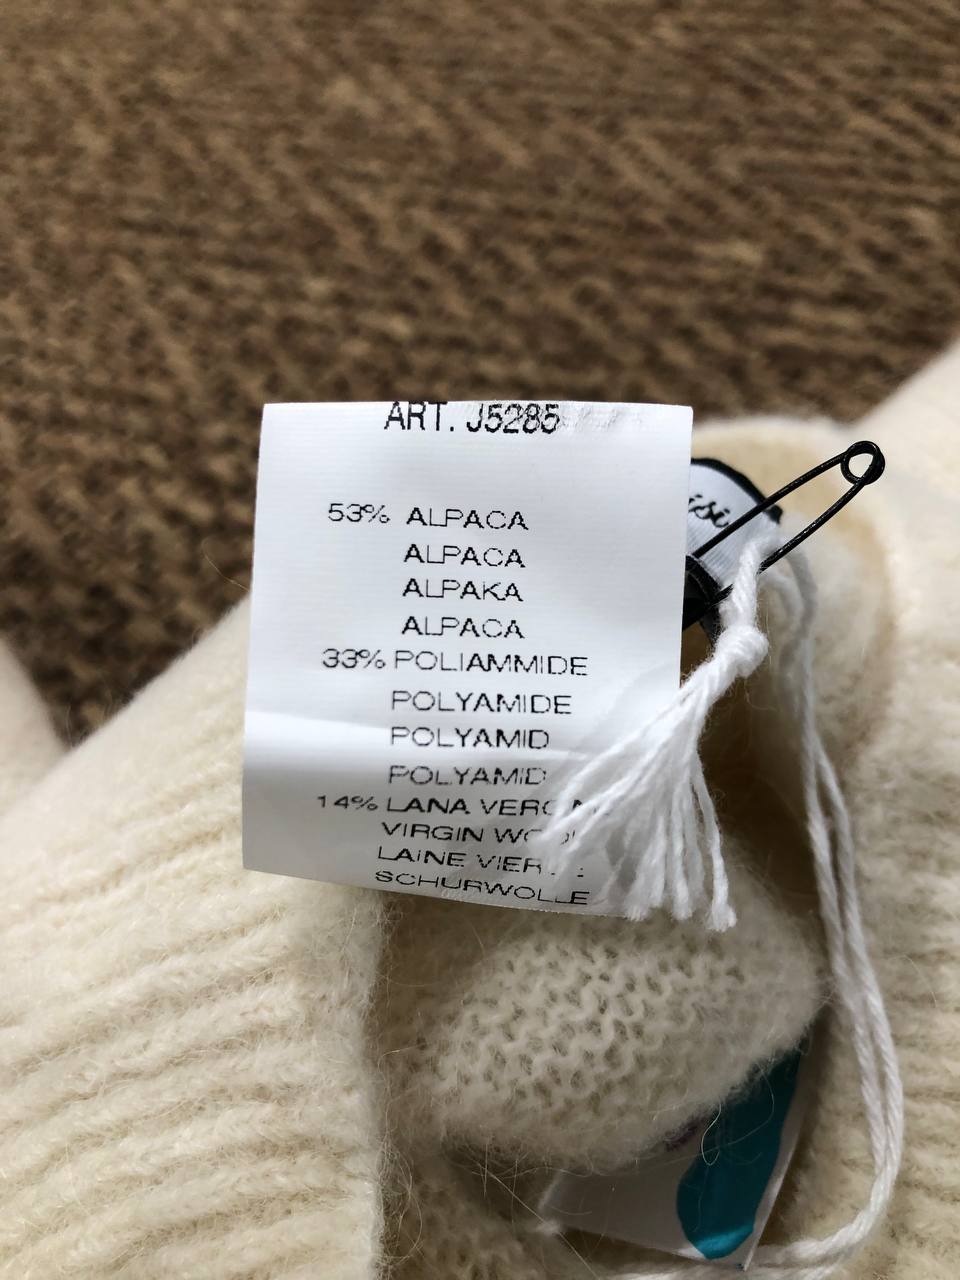 ART. J5285
53% ALPACA
ALPACA
ALPAKA
ALPACA
33% POLIAMMIDE
POLYAMIDE
POLYAMID
POLYAMID
14% LANA
VIRGIN
LAINE
SCHURWOLLE